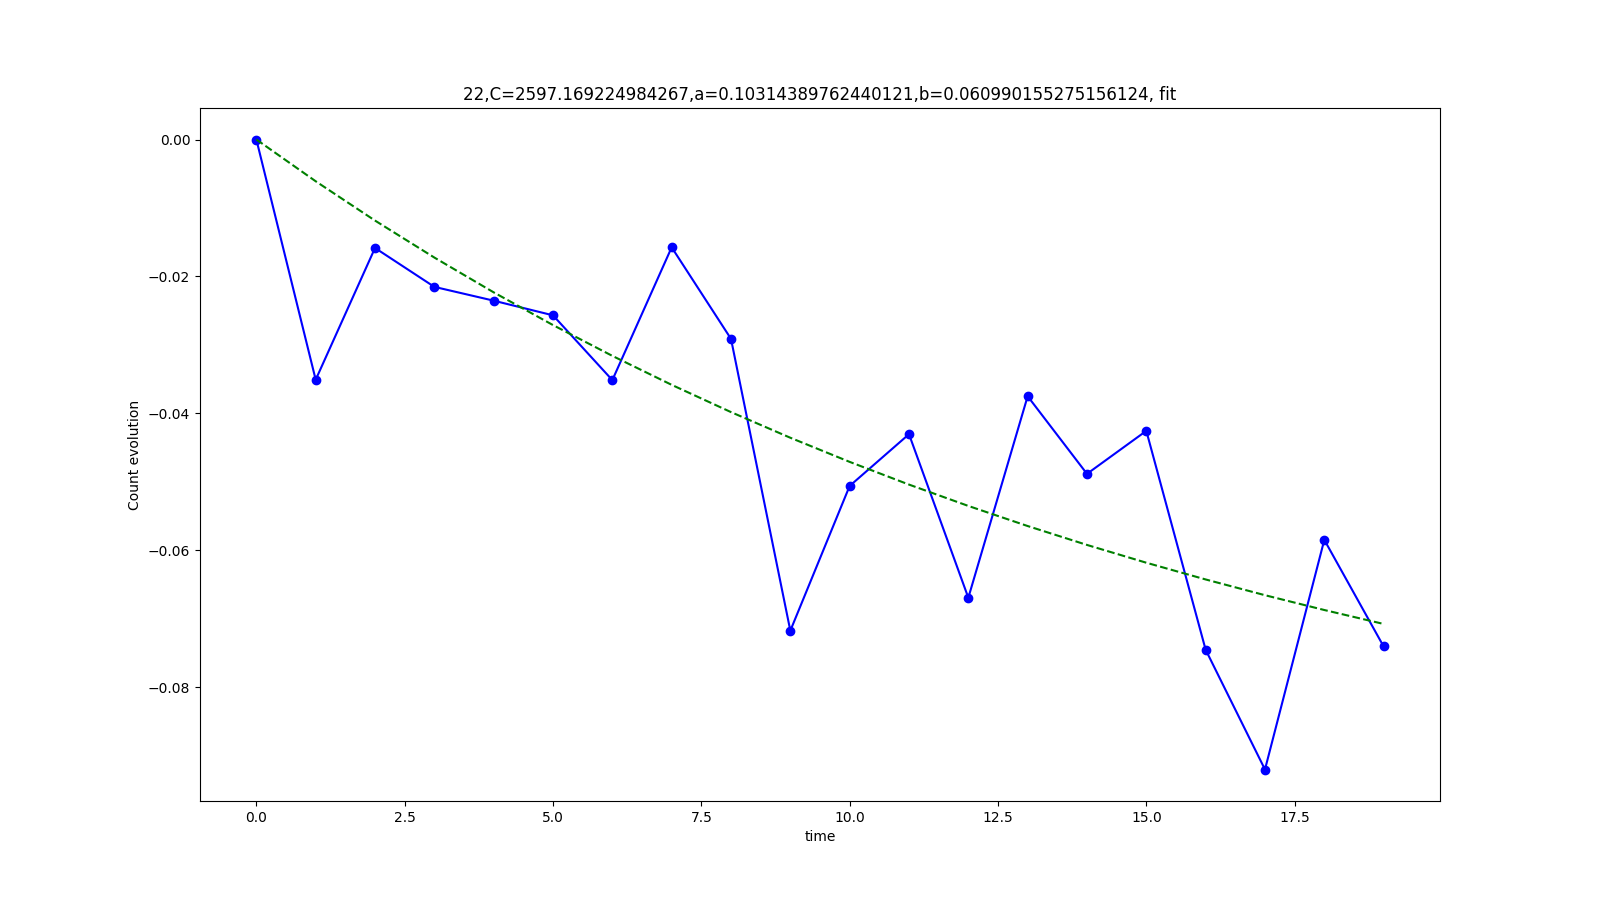 22,C=2597.169224984267,a=0.10314389762440121,b=0.060990155275156124, fit
0.00
−0.02
−0.04
−0.06
−0.08
Count evolution
0.0 2.5 5.0 7.5 10.0 12.5 15.0 17.5
time